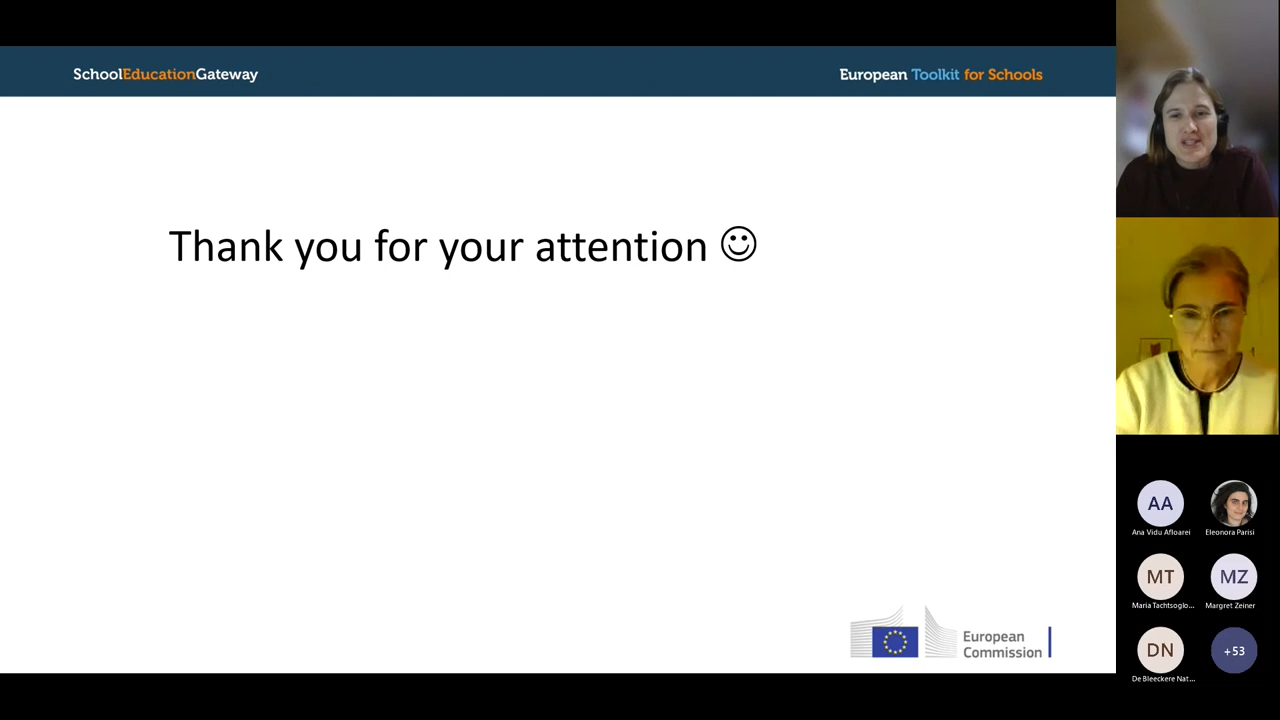 SchoolEducationGateway
European Toolkit for Schools
Thank you for your attention ☺
European
Commission
AA
Ana Vidu Afloarei
Eleonora Parisi
MT
MZ
Maria Tachtsoglo...
Margret Zeiner
DN
+53
De Bleeckere Nat...